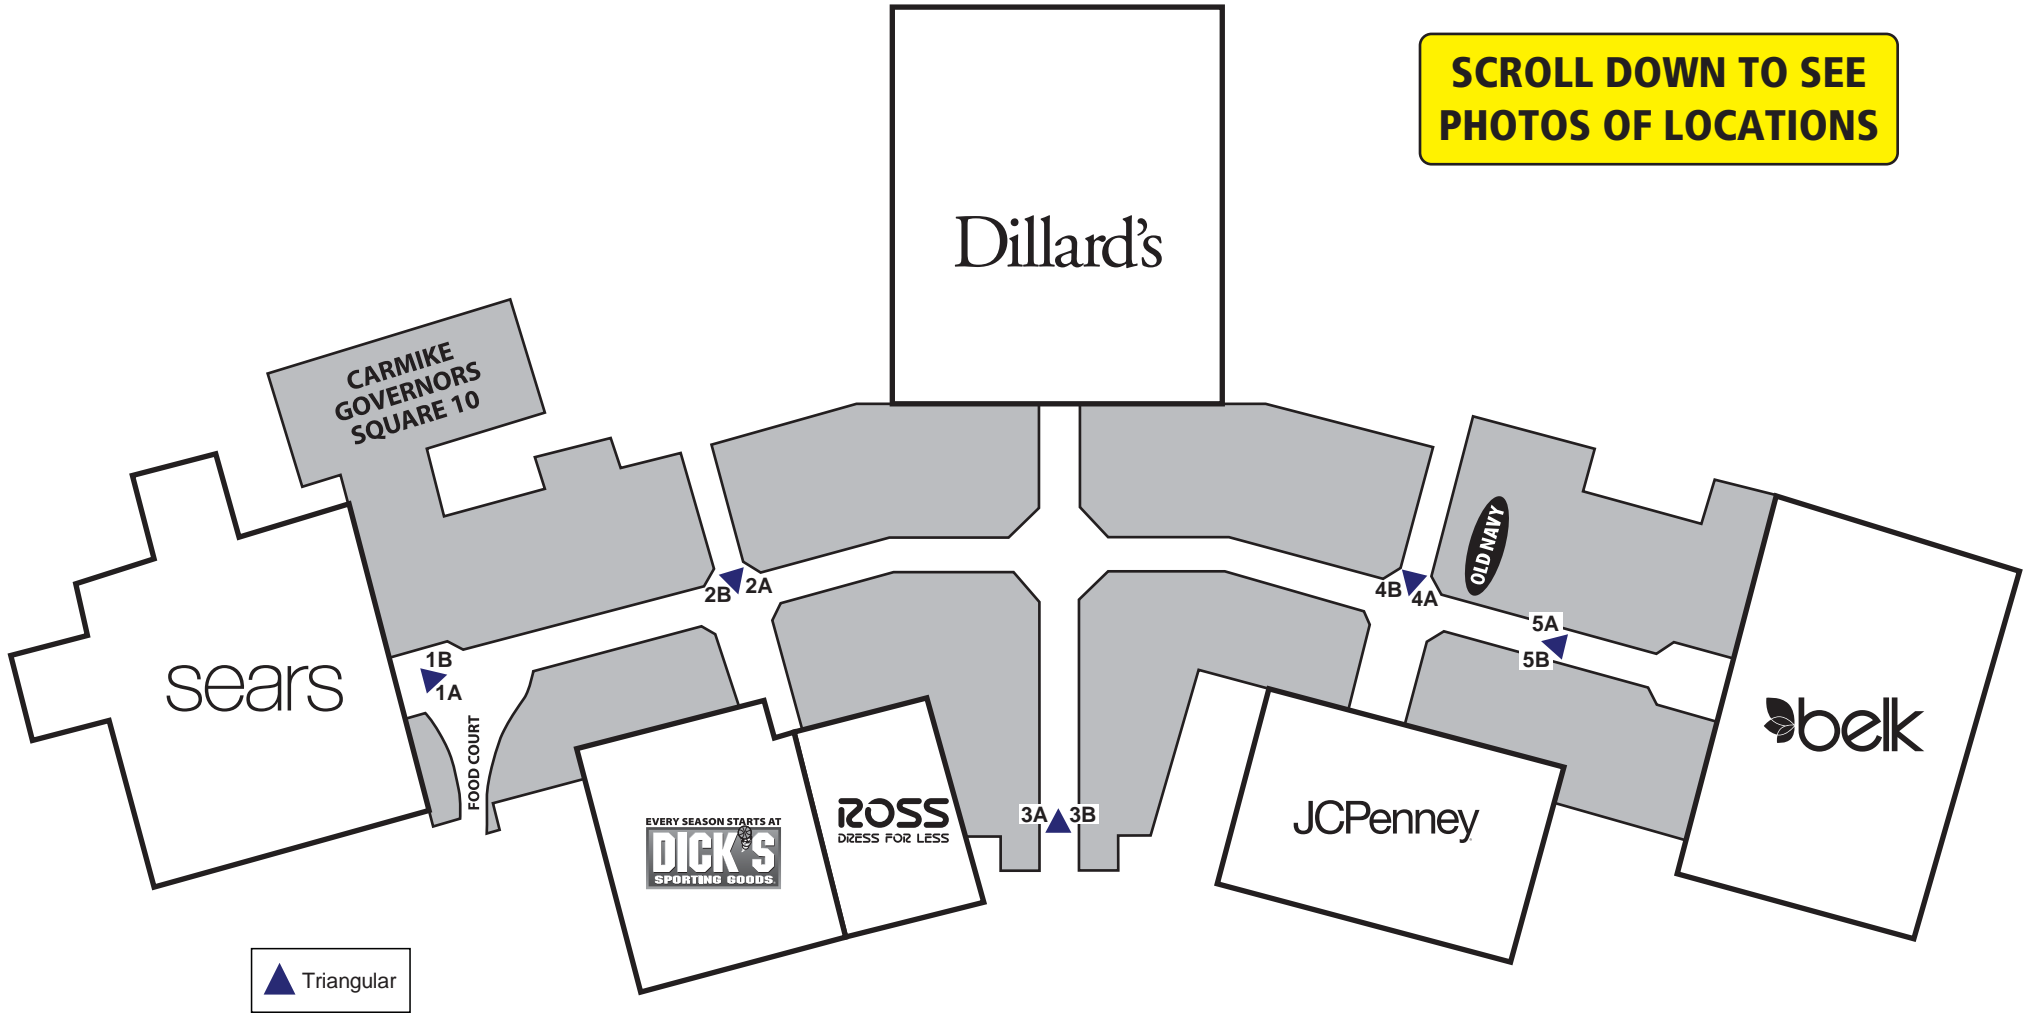 SCROLL DOWN TO SEE
PHOTOS OF LOCATIONS
Dillard's
CARMIKE
GOVERNORS
SQUARE 10
OLD NAVY
2B 2A
4B 4A
5A
5B
1B
1A
sears
FOOD COURT
belk
EVERY SEASON STARTS AT
DICK'S
SPORTING GOODS
ROSS
DRESS FOR LESS
3A 3B
JCPenney
Triangular